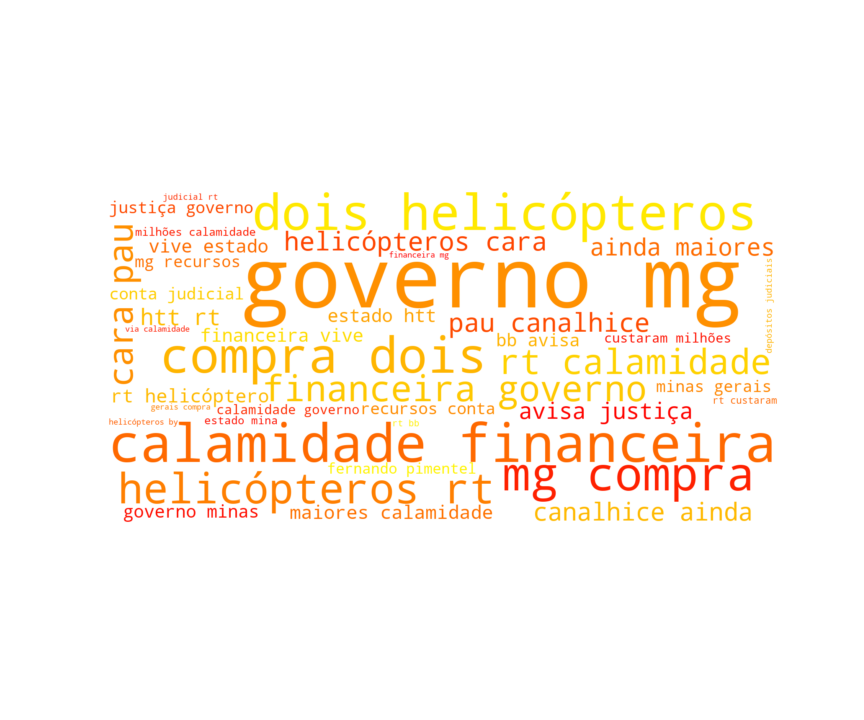 judicial rt
justiça governo
dois helicópteros
milhões calamidade
vive estado
helicópteros cara
ainda maiores
mg recursos
financeira mg
governo mg
cara pau
depósitos judiciais
conta judicial
htt rt
estado htt
pau canalhice
via calamidade
financeira vive
bb avisa
custaram milhões
compra dois
rt calamidade
rt helicóptero
financeira governo
minas gerais
rt custaram
gerais compra
calamidade governo
recursos conta
avisa justiça
helicópteros by
estado mina
rt bb
calamidade financeira
fernando pimentel
helicópteros rt
mg compra
governo minas
maiores calamidade
canalhice ainda